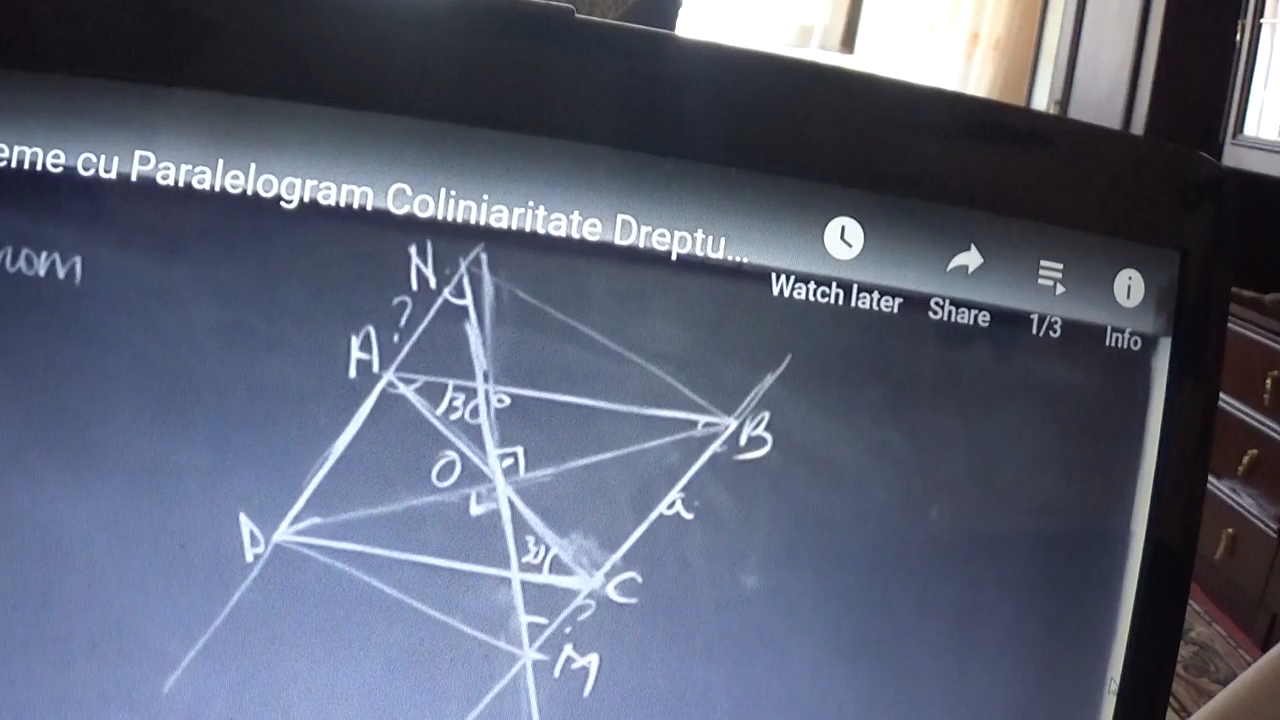 eme cu Paralelogram Coliniaritate Dreptu...
Watch later
Share
1/3
Info
N
?
A
30°
O
B
a
D
30
C
?
M